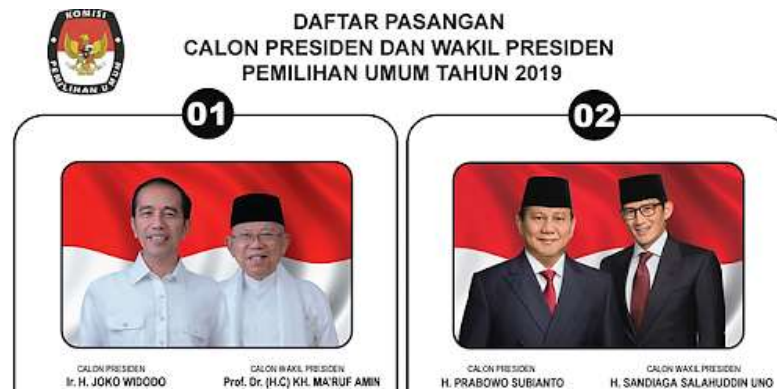 KOMISI
PEMILIHAN UMUM
DAFTAR PASANGAN
CALON PRESIDEN DAN WAKIL PRESIDEN
PEMILIHAN UMUM TAHUN 2019
01
CALON PRESIDEN
Ir. H. JOKO WIDODO
CALON WAKIL PRESIDEN
Prof. Dr. (H.C) KH. MA'RUF AMIN
02
CALON PRESIDEN
H. PRABOWO SUBIANTO
CALON WAKIL PRESIDEN
H. SANDIAGA SALAHUDDIN UNO